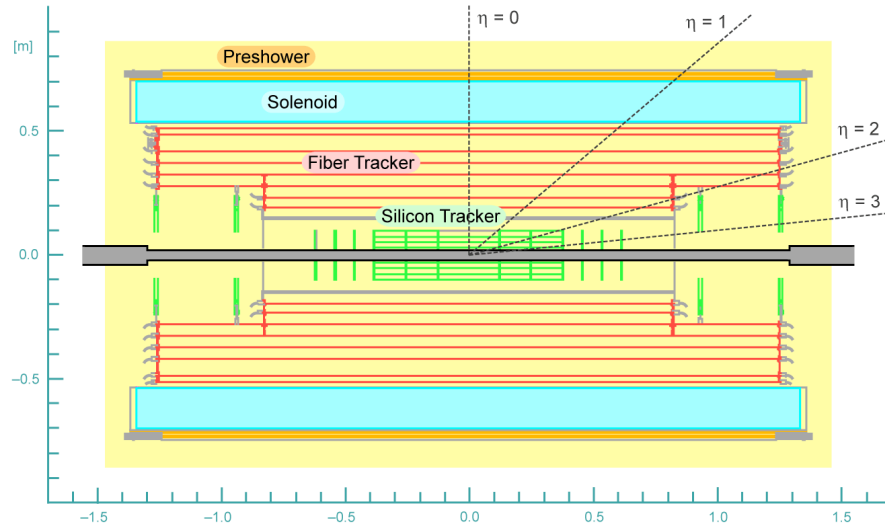 η = 0
η = 1
[m]
Preshower
Solenoid
0.5
η = 2
Fiber Tracker
Silicon Tracker
η = 3
0.0
–0.5
–1.5
–1.0
–0.5
0.0
0.5
1.0
1.5